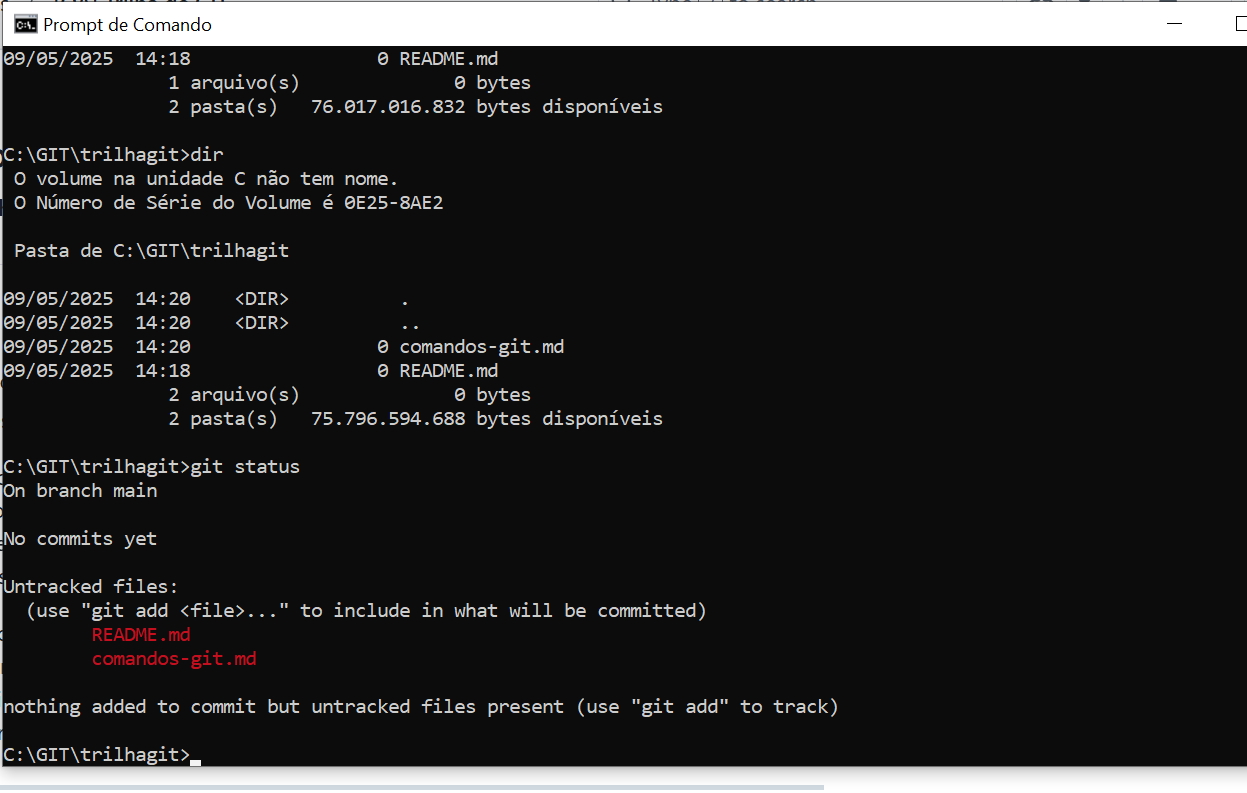 Prompt de Comando
09/05/2025  14:18                 0 README.md
               1 arquivo(s)              0 bytes
               2 pasta(s)   76.017.016.832 bytes disponíveis
C:\GIT\trilhagit>dir
 O volume na unidade C não tem nome.
 O Número de Série do Volume é 0E25-8AE2
 Pasta de C:\GIT\trilhagit
09/05/2025  14:20    <DIR>          .
09/05/2025  14:20    <DIR>          ..
09/05/2025  14:20                 0 comandos-git.md
09/05/2025  14:18                 0 README.md
               2 arquivo(s)              0 bytes
               2 pasta(s)   75.796.594.688 bytes disponíveis
C:\GIT\trilhagit>git status
On branch main
No commits yet
Untracked files:
  (use "git add <file>..." to include in what will be committed)
        README.md
        comandos-git.md
nothing added to commit but untracked files present (use "git add" to track)
C:\GIT\trilhagit>